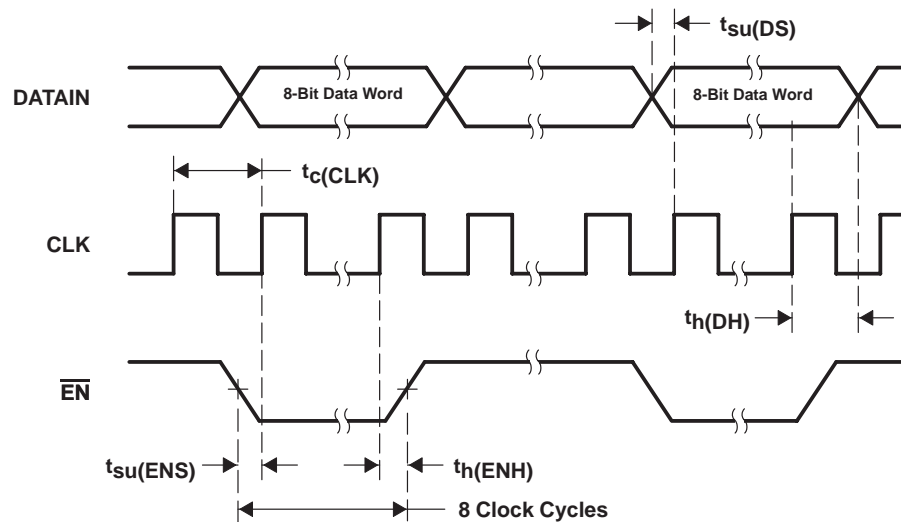 tsu(DS)
DATAIN
8-Bit Data Word
8-Bit Data Word
tc(CLK)
CLK
th(DH)
EN
tsu(ENS)
th(ENH)
8 Clock Cycles